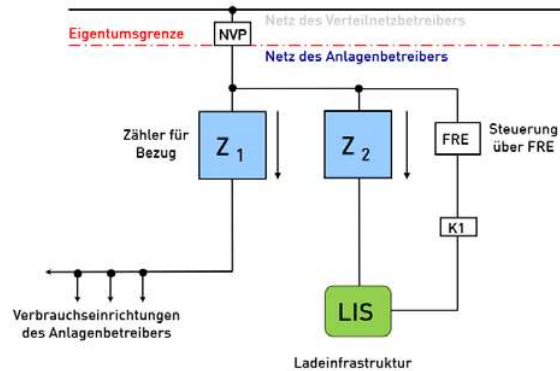 Netz des Verteilnetzbetreibers
Eigentumsgrenze
NVP
Netz des Anlagenbetreibers
Zähler für
Bezug
Z 1
Z 2
FRE
Steuerung
über FRE
K1
Verbrauchseinrichtungen
des Anlagenbetreibers
LIS
Ladeinfrastruktur